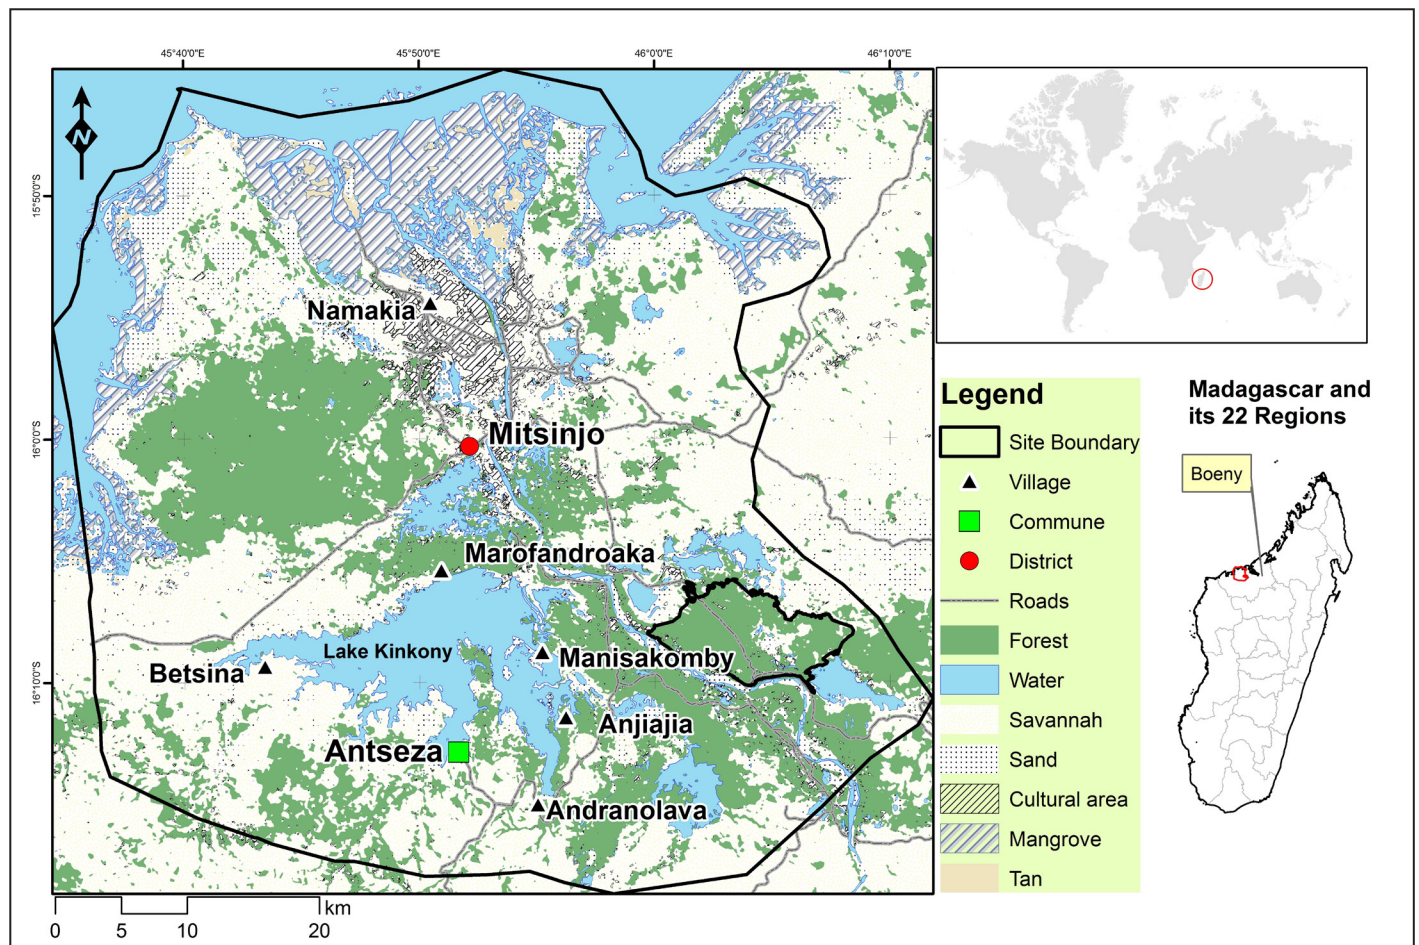 45°40'0"E
45°50'0"E
46°0'0"E
46°10'0"E
N
15°50'0"S
16°0'0"S
16°10'0"S
Namakia
Mitsinjo
Marofandroaka
Lake Kinkony
Manisakomby
Betsina
Anjiajia
Antseza
Andranolava
km
0 5 10 20
Legend
Site Boundary
Village
Commune
District
Roads
Forest
Water
Savannah
Sand
Cultural area
Mangrove
Tan
Madagascar and
its 22 Regions
Boeny